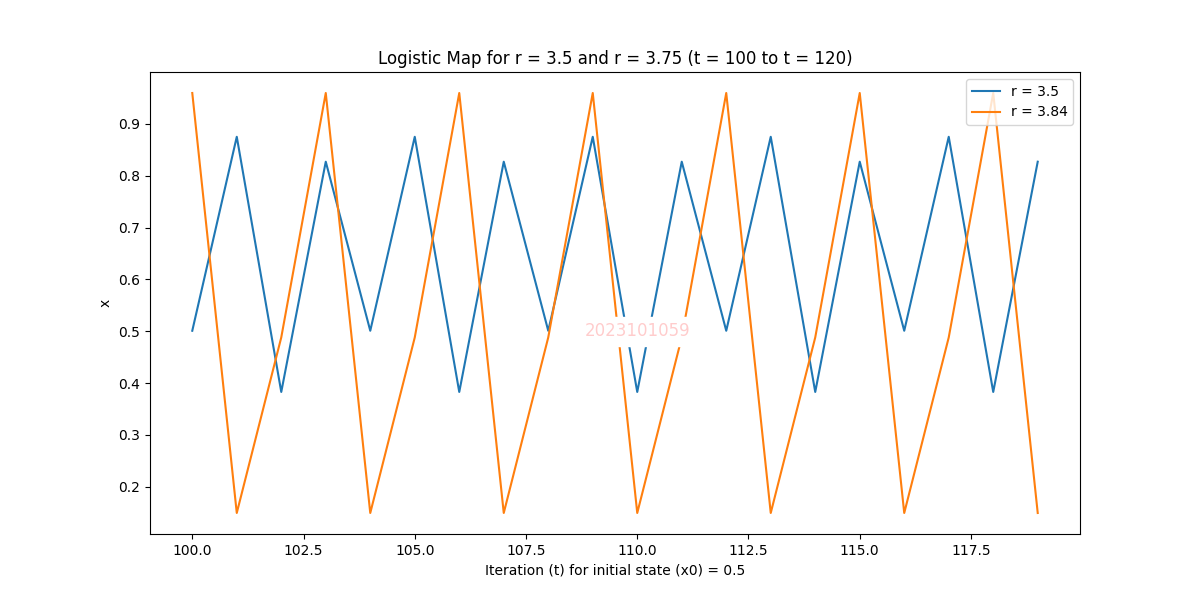 Logistic Map for r = 3.5 and r = 3.75 (t = 100 to t = 120)
r = 3.5
r = 3.84
0.9
0.8
0.7
0.6
0.5
0.4
0.3
0.2
x
2023101059
100.0 102.5 105.0 107.5 110.0 112.5 115.0 117.5
Iteration (t) for initial state (x0) = 0.5